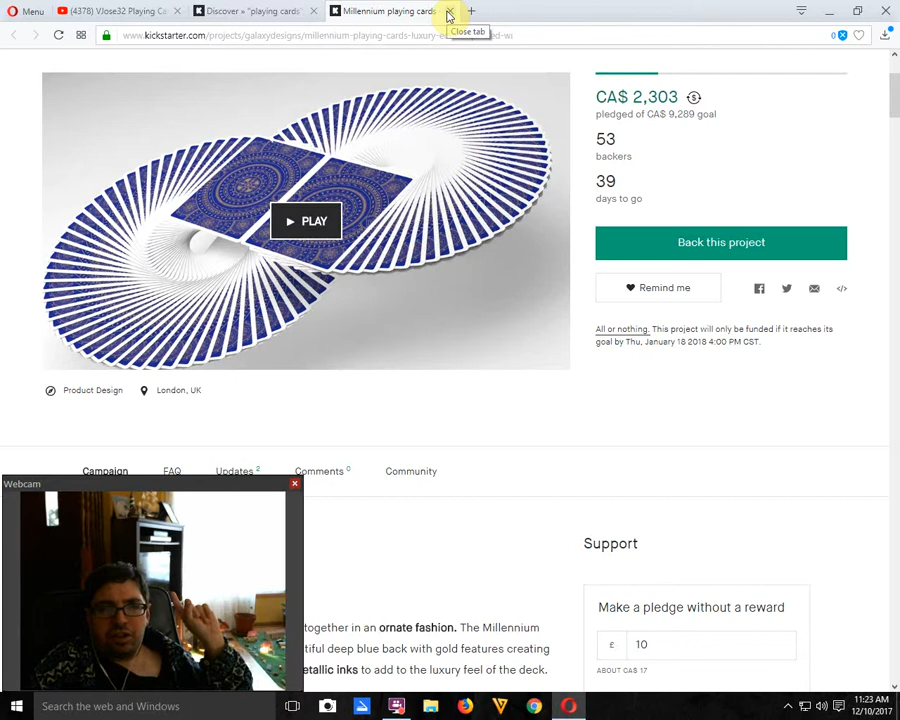 Menu
(4378) VJose32 Playing Ca
Discover » "playing cards"
Millennium playing cards
www.kickstarter.com/projects/galaxydesigns/millennium-playing-cards-luxury-e
ed-wi
0
Close tab
CA$ 2,303
pledged of CA$ 9,289 goal
53
backers
39
days to go
PLAY
Back this project
Remind me
All or nothing. This project will only be funded if it reaches its
goal by Thu, January 18 2018 4:00 PM CST.
Product Design
London, UK
Campaign
FAQ
Updates 2
Comments 0
Community
Webcam
Support
Make a pledge without a reward
£
10
ABOUT CA$ 17
together in an ornate fashion. The Millennium
tiful deep blue back with gold features creating
etallic inks to add to the luxury feel of the deck.
Search the web and Windows
11:23 AM
12/10/2017